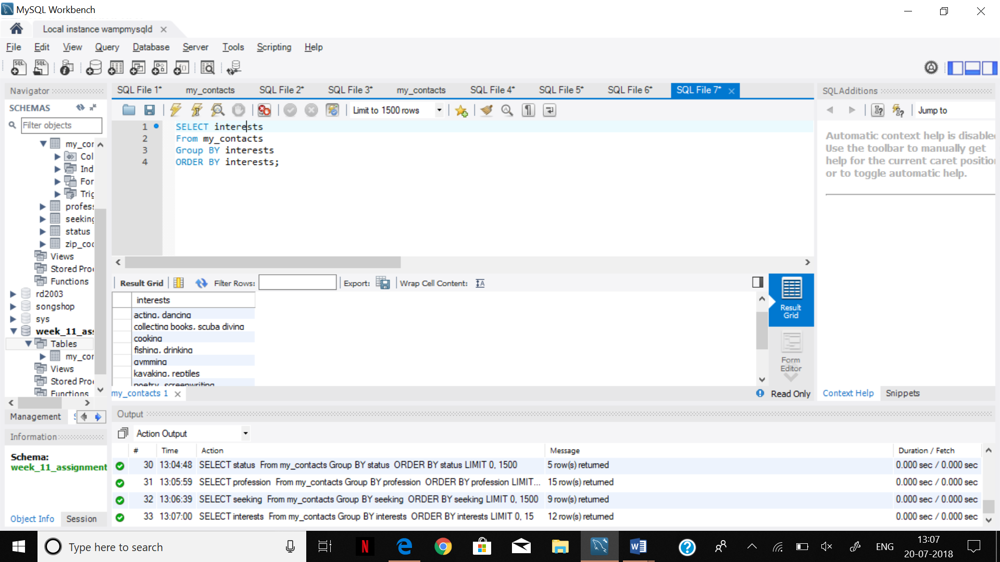 MySQL Workbench
Local instance wampmysqld
File Edit View Query Database Server Tools Scripting Help
Navigator
SCHEMAS
Filter objects
my_cor
Col
Ind
For
Trig
profess
seeking
status
zip_coc
Views
Stored Pro
Functions
rd2003
songshop
sys
week_11_ass
Tables
my_cor
Views
Stored Pro
Functions
Management
Information
Schema:
week_11_assignment
Object Info Session
SQL File 1* my_contacts SQL File 2* SQL File 3* my_contacts SQL File 4* SQL File 5* SQL File 6* SQL File 7*
Limit to 1500 rows
1 SELECT interests
2 From my_contacts
3 Group BY interests
4 ORDER BY interests;
Result Grid Filter Rows: Export: Wrap Cell Content:
interests
acting, dancing
collecting books, scuba diving
cooking
fishing, drinking
gymming
kayaking, reptiles
poetry, screenwriting
Result
Grid
Form
Editor
my_contacts 1
Read Only
SQLAdditions
Jump to
Automatic context help is disable
Use the toolbar to manually get
help for the current caret positio
or to toggle automatic help.
Context Help Snippets
Output
Action Output
# Time Action Message Duration / Fetch
30 13:04:48 SELECT status From my_contacts Group BY status ORDER BY status LIMIT 0, 1500 5 row(s) returned 0.000 sec / 0.000 sec
31 13:05:59 SELECT profession From my_contacts Group BY profession ORDER BY profession LIMIT... 15 row(s) returned 0.000 sec / 0.000 sec
32 13:06:39 SELECT seeking From my_contacts Group BY seeking ORDER BY seeking LIMIT 0, 1500 9 row(s) returned 0.000 sec / 0.000 sec
33 13:07:00 SELECT interests From my_contacts Group BY interests ORDER BY interests LIMIT 0, 15 12 row(s) returned 0.000 sec / 0.000 sec
Type here to search
ENG
13:07
20-07-2018